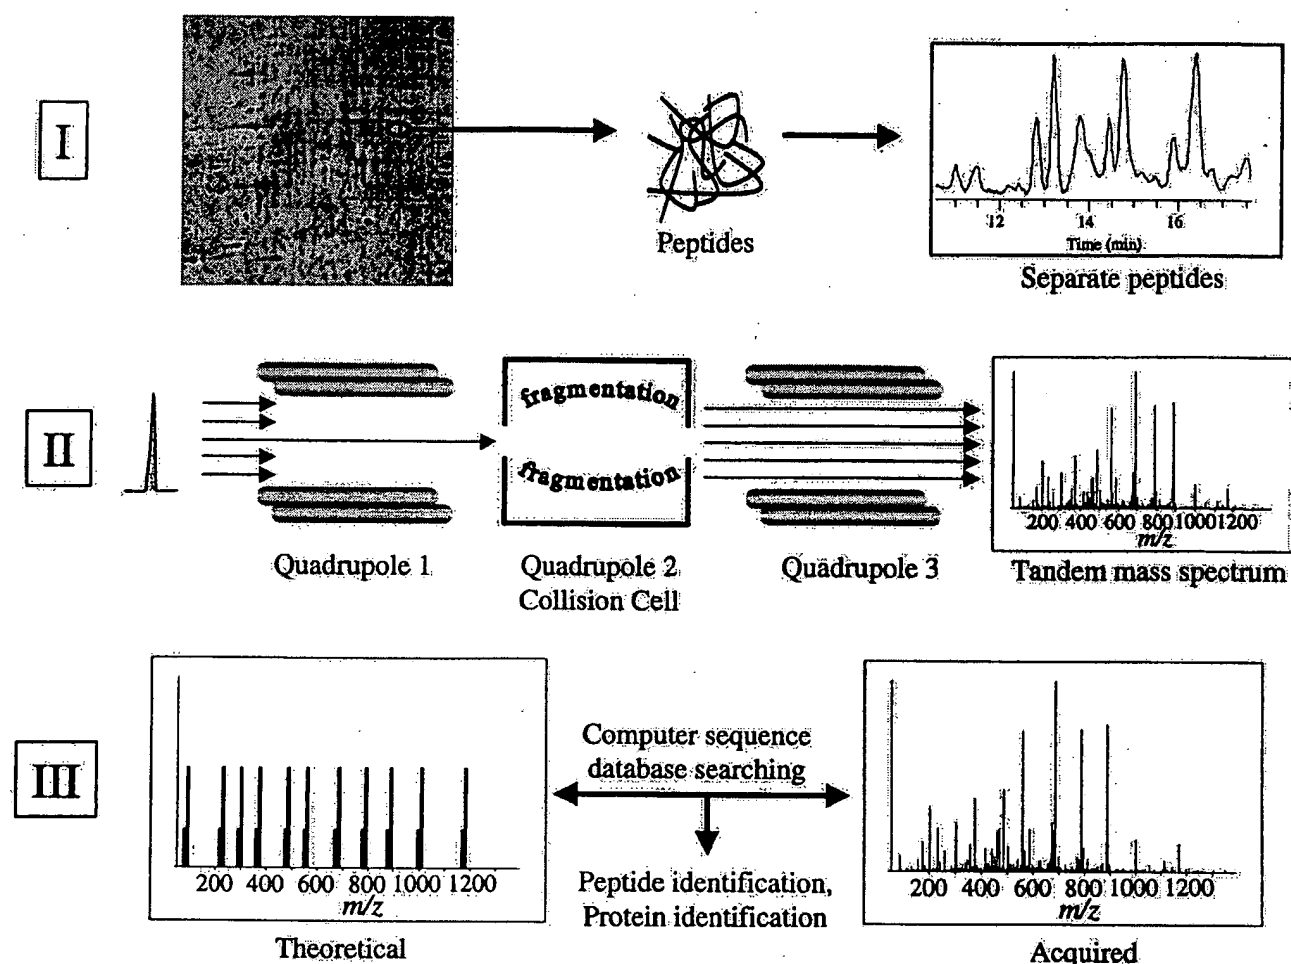 I
Peptides
12 14 16
Time (min)
Separate peptides
II
fragmentation
fragmentation
Quadrupole 1
Quadrupole 2
Collision Cell
Quadrupole 3
200 400 600 800 1000 1200
m/z
Tandem mass spectrum
III
200 400 600 800 1000 1200
m/z
Theoretical
Computer sequence
database searching
Peptide identification,
Protein identification
200 400 600 800 1000 1200
m/z
Acquired